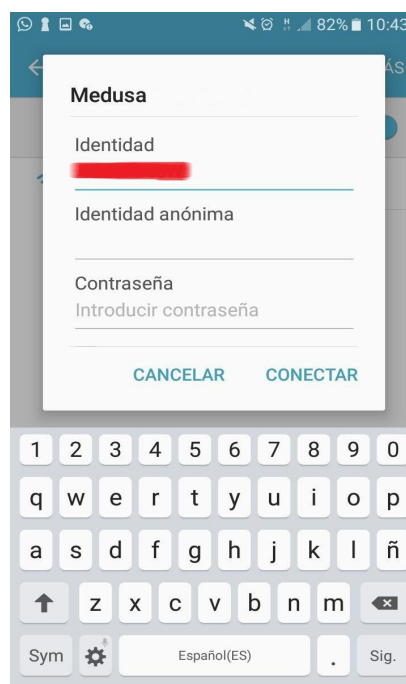 82% 10:43
ÁS
Medusa
Identidad
Identidad anónima
Contraseña
Introducir contraseña
CANCELAR CONECTAR
1 2 3 4 5 6 7 8 9 0
q w e r t y u i o p
a s d f g h j k l ñ
z x c v b n m
Sym Español(ES) . Sig.